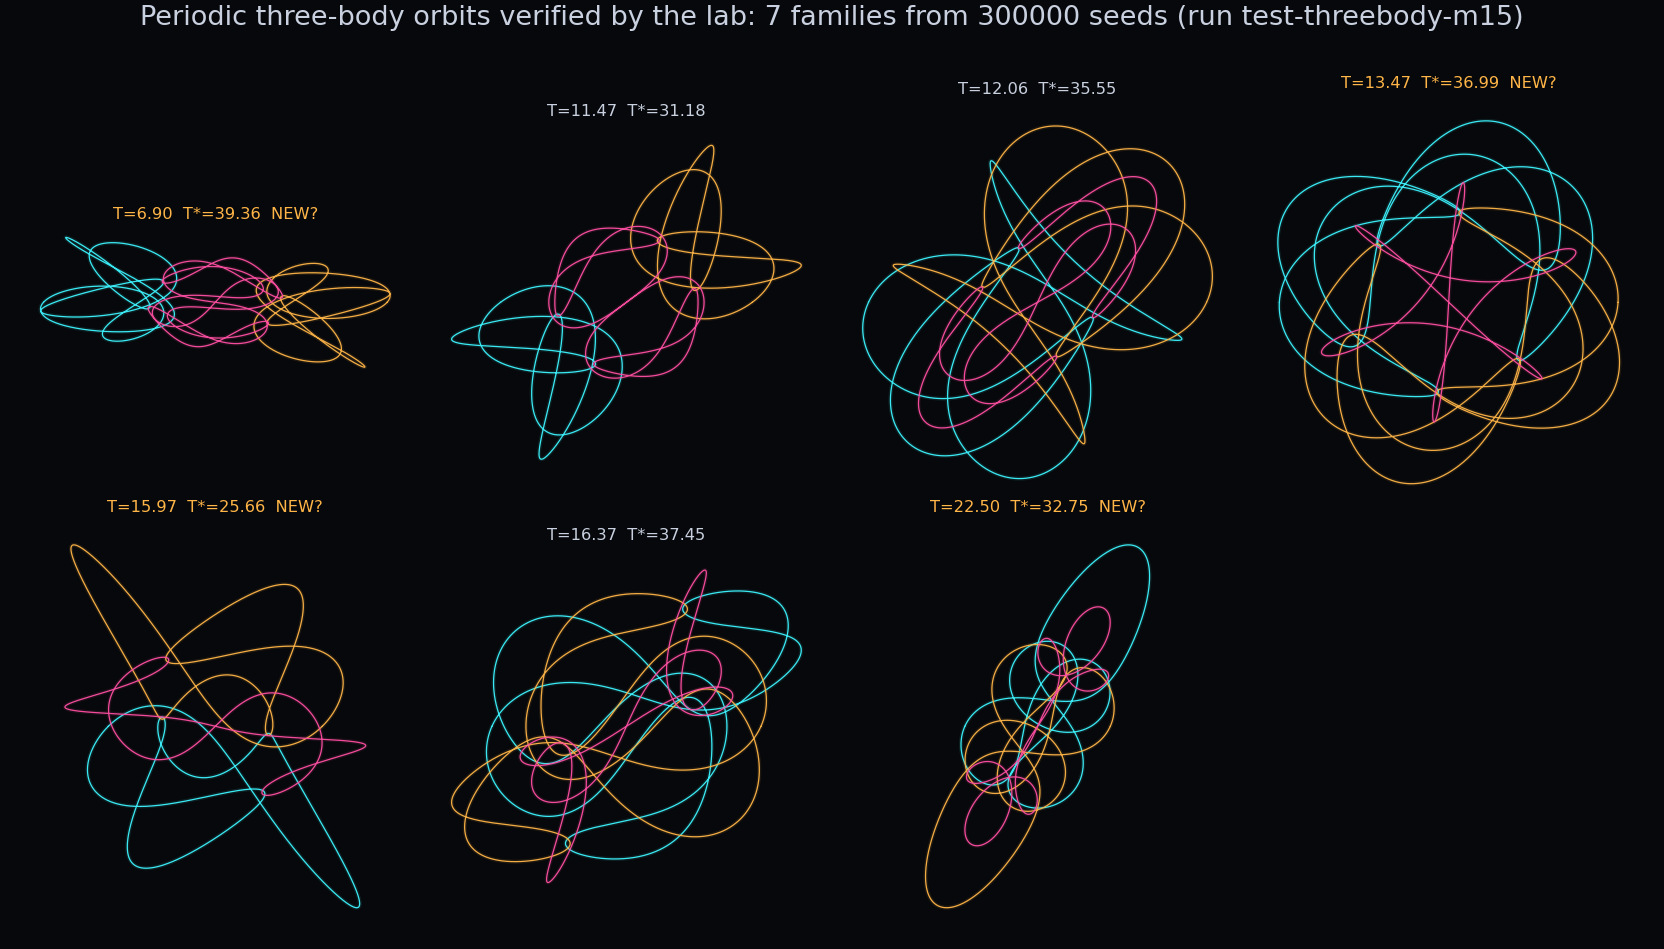 Periodic three-body orbits verified by the lab: 7 families from 300000 seeds (run test-threebody-m15)
T=6.90  T*=39.36  NEW?
T=11.47  T*=31.18
T=12.06  T*=35.55
T=13.47  T*=36.99  NEW?
T=15.97  T*=25.66  NEW?
T=16.37  T*=37.45
T=22.50  T*=32.75  NEW?